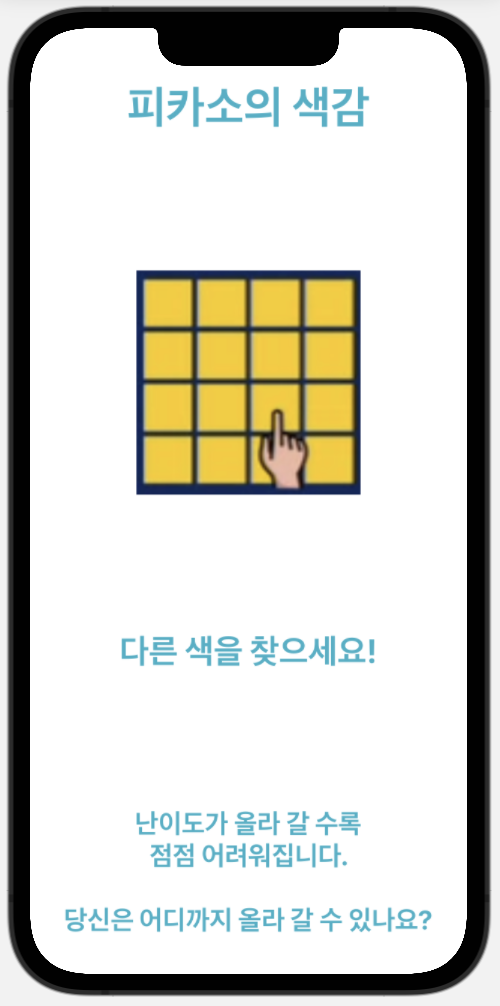 피카소의 색감
다른 색을 찾으세요!
난이도가 올라 갈 수록
점점 어려워집니다.
당신은 어디까지 올라 갈 수 있나요?